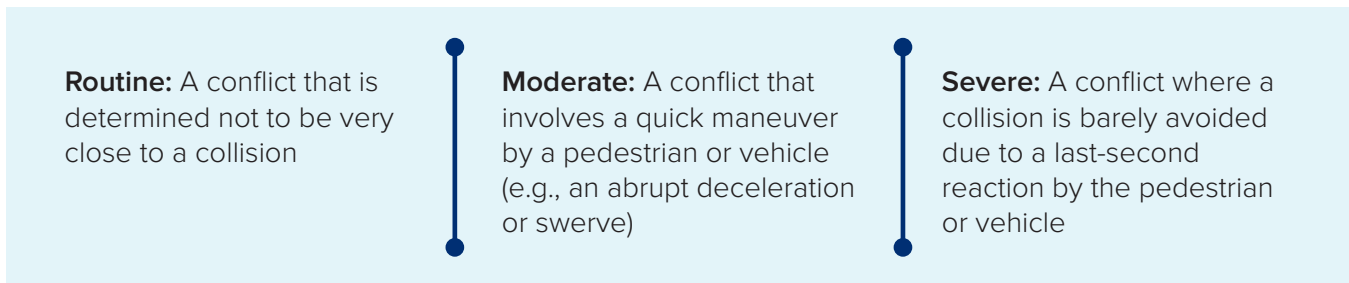 Routine: A conflict that is
determined not to be very
close to a collision
Moderate: A conflict that
involves a quick maneuver
by a pedestrian or vehicle
(e.g., an abrupt deceleration
or swerve)
Severe: A conflict where a
collision is barely avoided
due to a last-second
reaction by the pedestrian
or vehicle